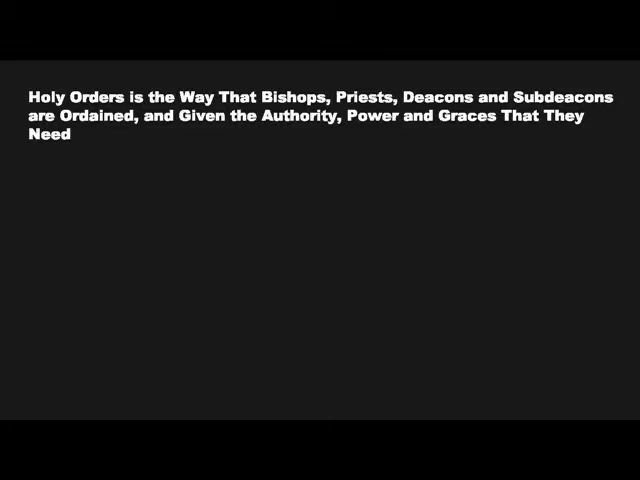 Holy Orders is the Way That Bishops, Priests, Deacons and Subdeacons
are Ordained, and Given the Authority, Power and Graces That They
Need